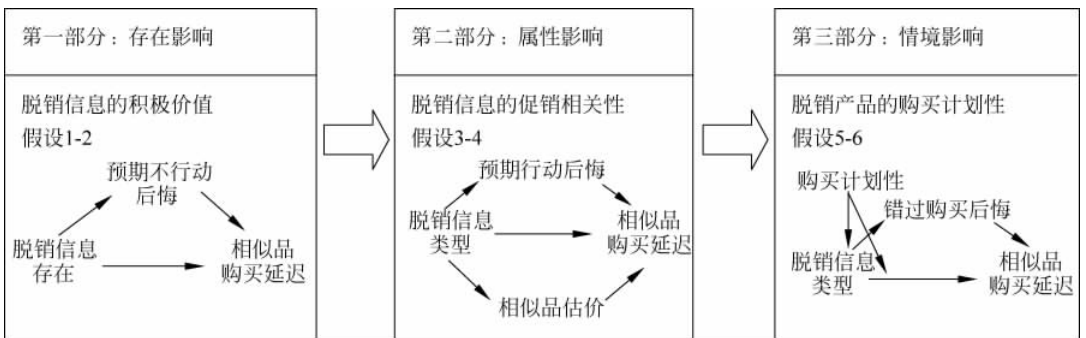 第一部分：存在影响
脱销信息的积极价值
假设1-2
预期不行动
后悔
脱销信息
存在
相似品
购买延迟
第二部分：属性影响
脱销信息的促销相关性
假设3-4
预期行动后悔
脱销信息
类型
相似品
购买延迟
相似品估价
第三部分：情境影响
脱销产品的购买计划性
假设5-6
购买计划性
错过购买后悔
脱销信息
类型
相似品
购买延迟